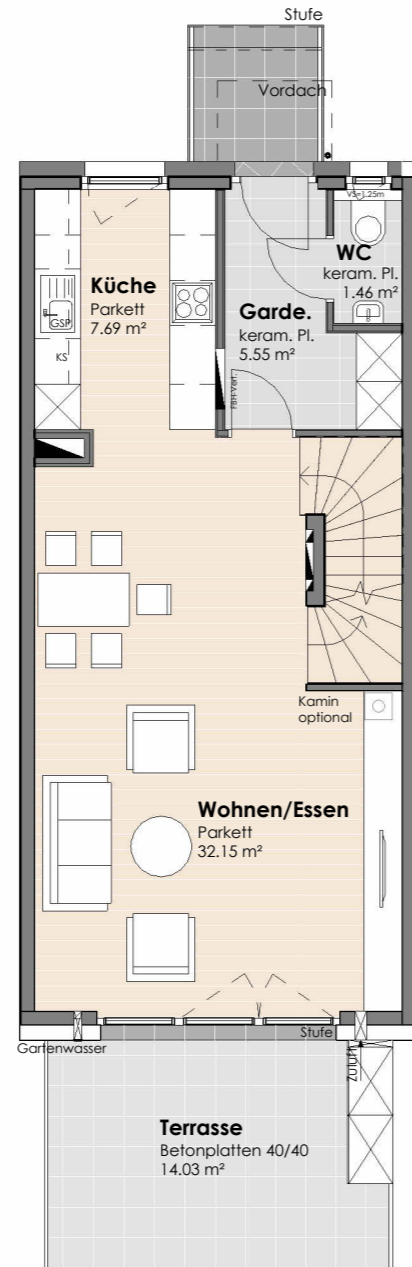 Stufe
Vordach
VS=1.25m
WC
keram. Pl.
1.46 m²
Küche
Parkett
7.69 m²
GSP
KS
Garde.
keram. Pl.
5.55 m²
FBH-Vert.
Kamin
optional
Wohnen/Essen
Parkett
32.15 m²
Stufe
Gartenwasser
Zuluft
Terrasse
Betonplatten 40/40
14.03 m²